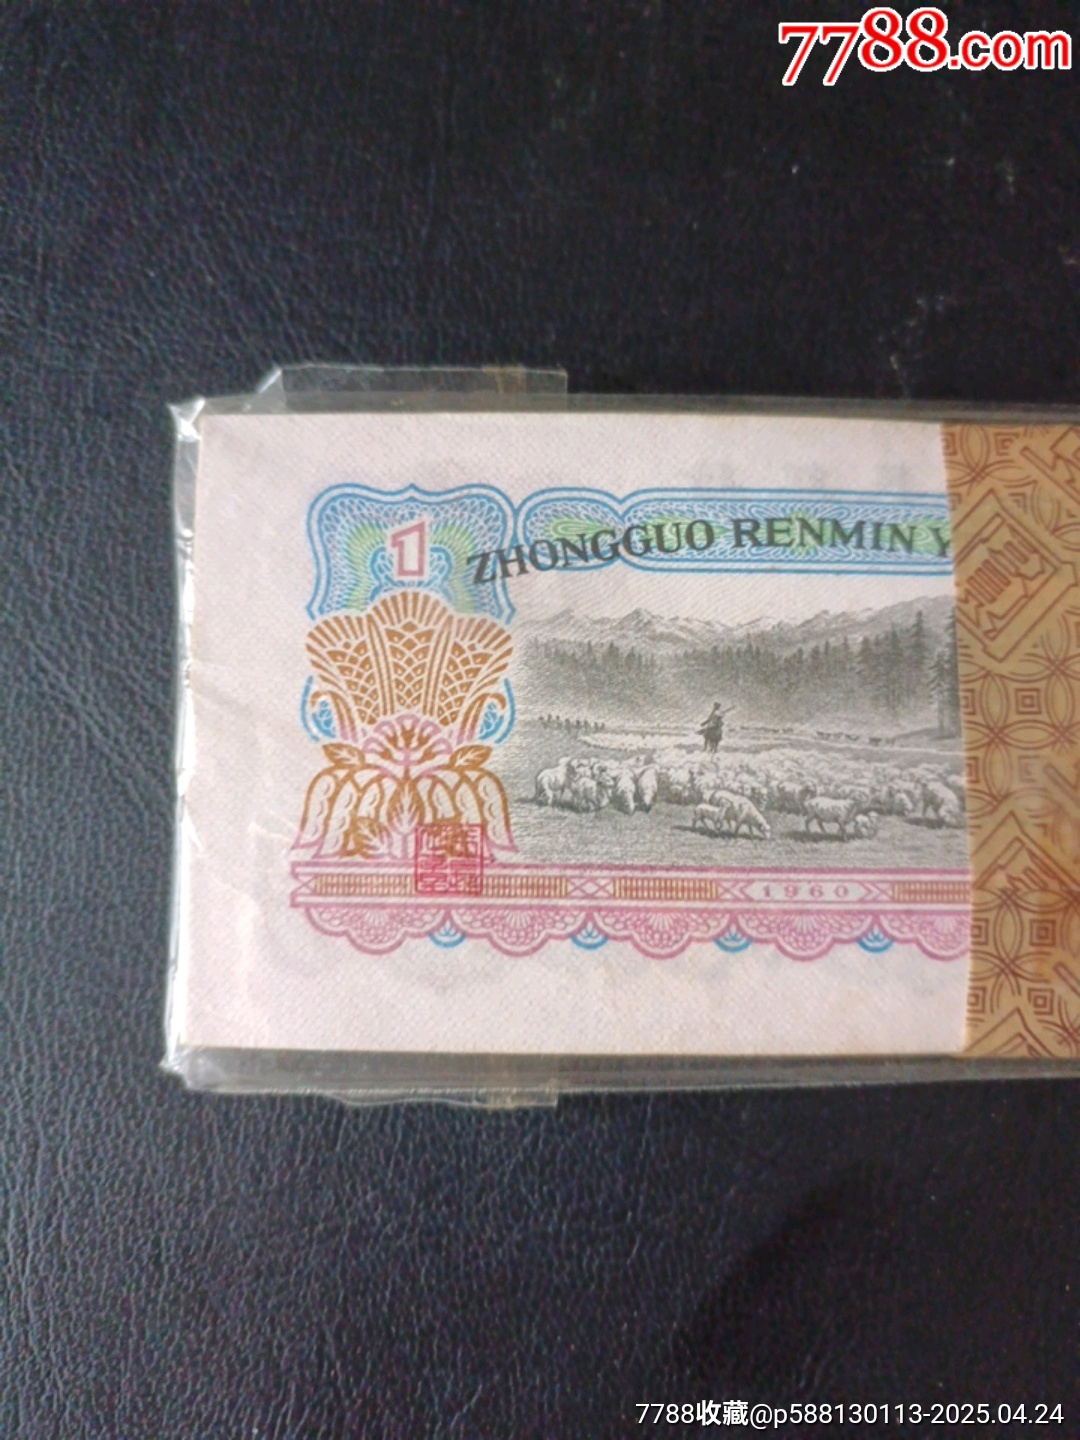 7788.com
1
ZHONGGUO RENMIN Y
1960
7788收藏@p588130113-2025.04.24